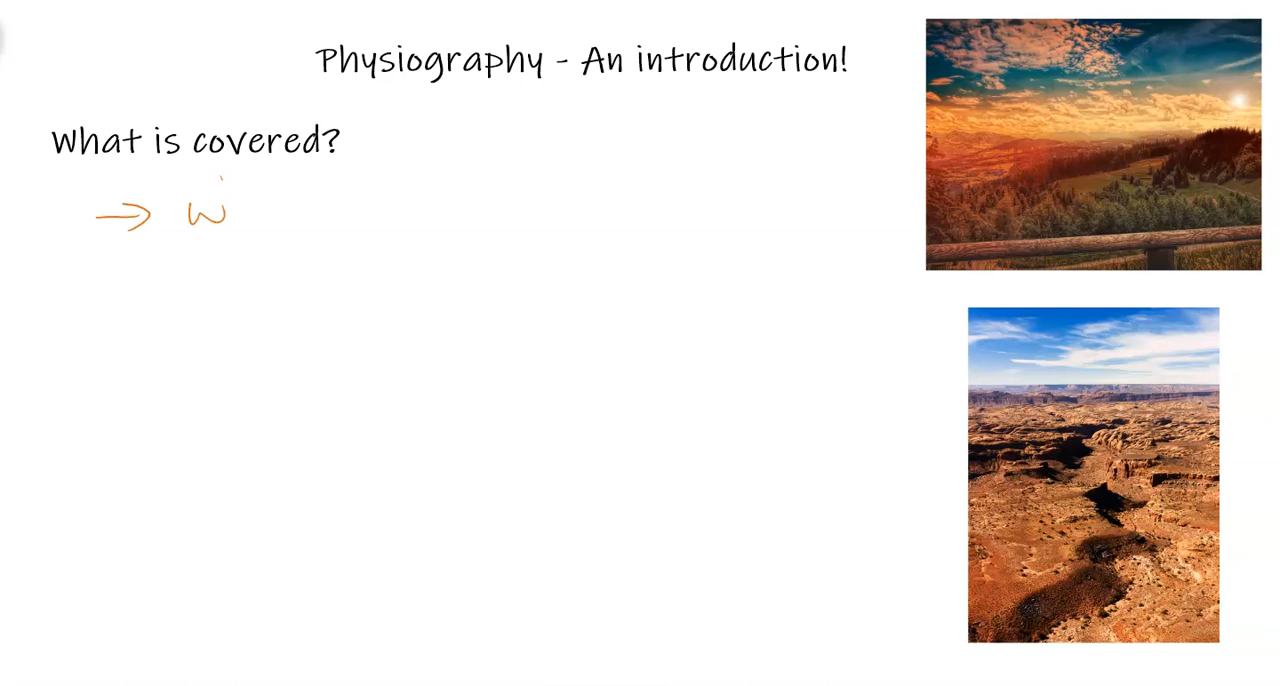 Physiography - An introduction!
What is covered?
→ W